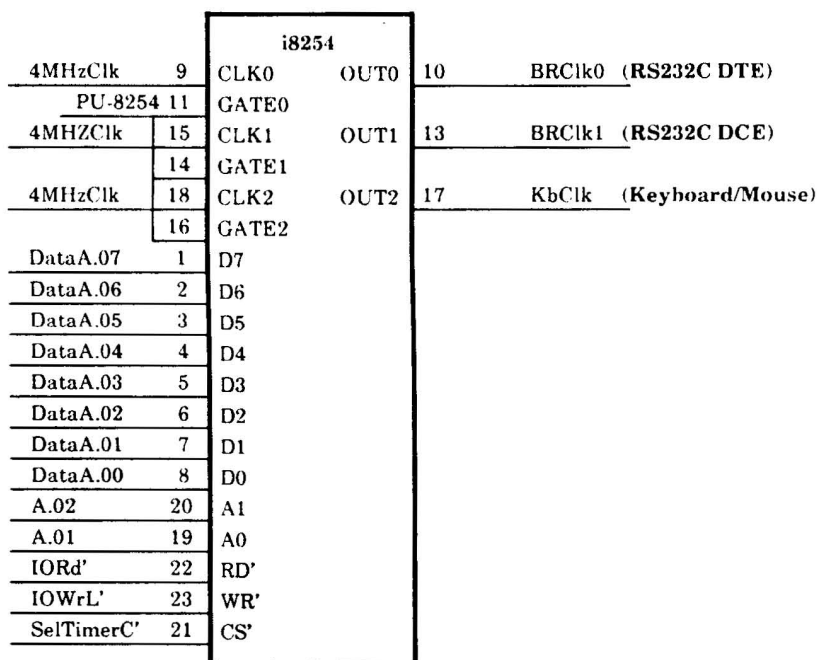 i8254
4MHzClk 9 CLK0 OUT0 10 BRClk0 (RS232C DTE)
PU-8254 11 GATE0
4MHZClk 15 CLK1 OUT1 13 BRClk1 (RS232C DCE)
14 GATE1
4MHzClk 18 CLK2 OUT2 17 KbClk (Keyboard/Mouse)
16 GATE2
DataA.07 1 D7
DataA.06 2 D6
DataA.05 3 D5
DataA.04 4 D4
DataA.03 5 D3
DataA.02 6 D2
DataA.01 7 D1
DataA.00 8 D0
A.02 20 A1
A.01 19 A0
IORd' 22 RD'
IOWrL' 23 WR'
SelTimerC' 21 CS'